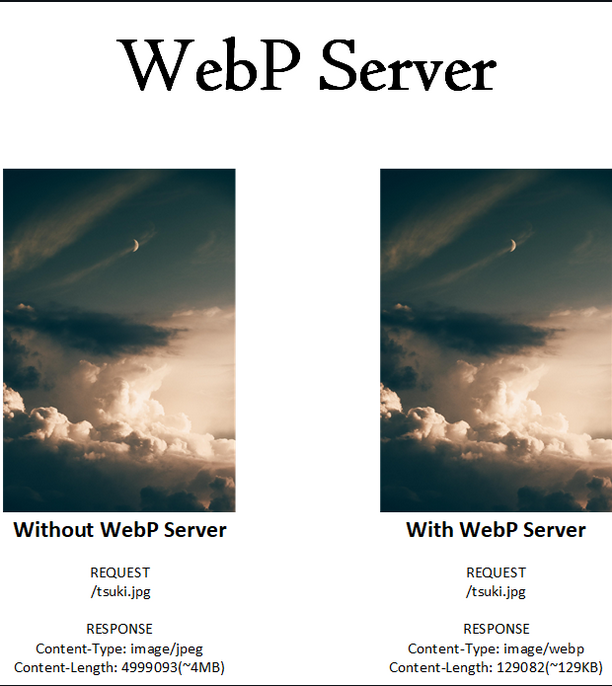 WebP Server
Without WebP Server
REQUEST
/tsuki.jpg
RESPONSE
Content-Type: image/jpeg
Content-Length: 4999093(~4MB)
With WebP Server
REQUEST
/tsuki.jpg
RESPONSE
Content-Type: image/webp
Content-Length: 129082(~129KB)